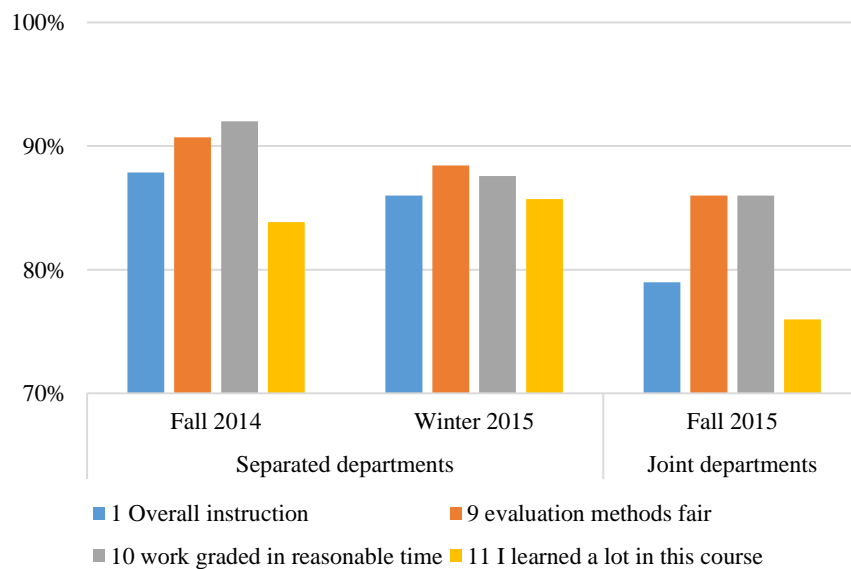 100%
90%
80%
70%
Fall 2014 Winter 2015 Fall 2015
Separated departments Joint departments
1 Overall instruction 9 evaluation methods fair
10 work graded in reasonable time 11 I learned a lot in this course